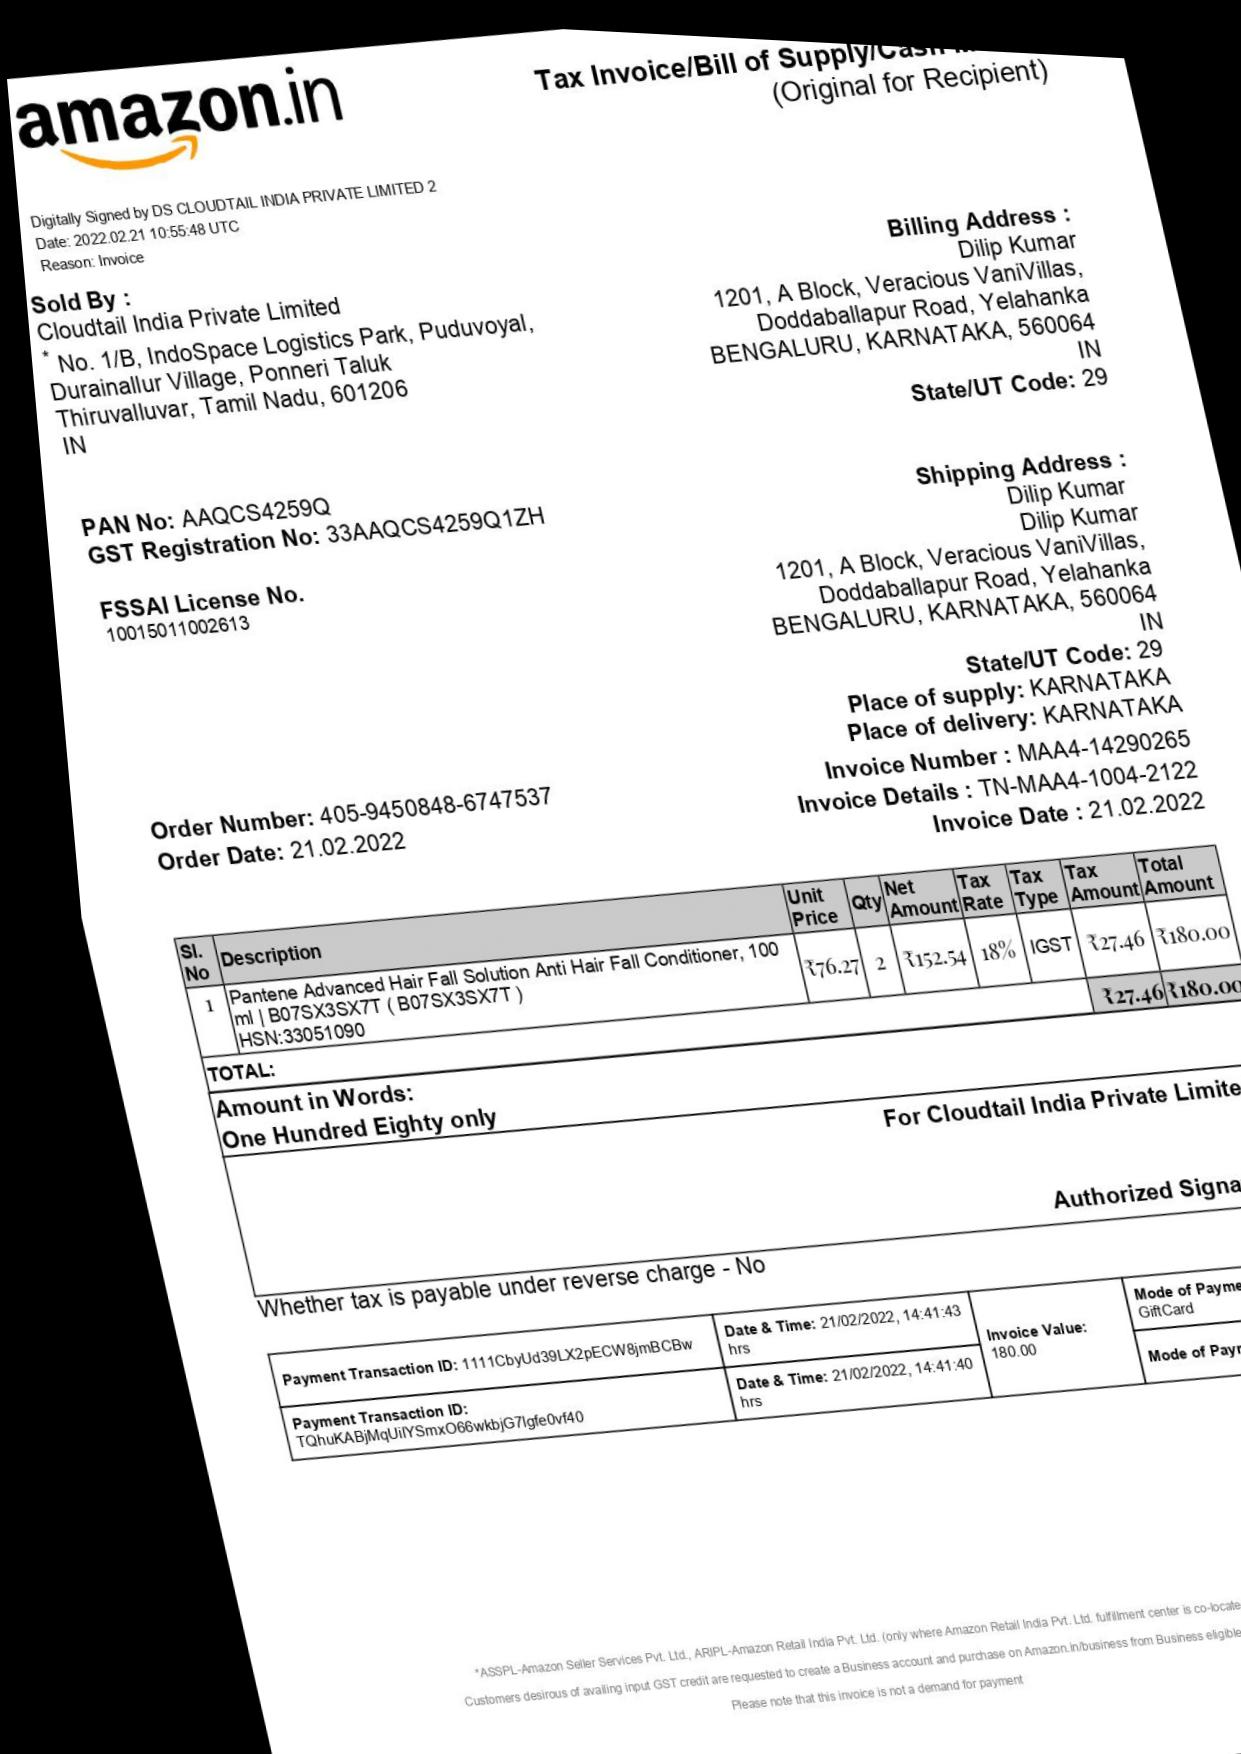 amazon.in
Tax Invoice/Bill of Supply/Cash
(Original for Recipient)
Digitally Signed by DS CLOUDTAIL INDIA PRIVATE LIMITED 2
Date: 2022.02.21 10:55:48 UTC
Reason: Invoice
Sold By :
Cloudtail India Private Limited
* No. 1/B, IndoSpace Logistics Park, Puduvoyal,
Durainallur Village, Ponneri Taluk
Thiruvalluvar, Tamil Nadu, 601206
IN
Billing Address :
Dilip Kumar
1201, A Block, Veracious VaniVillas,
Doddaballapur Road, Yelahanka
BENGALURU, KARNATAKA, 560064
IN
State/UT Code: 29
PAN No: AAQCS4259Q
GST Registration No: 33AAQCS4259Q1ZH
FSSAI License No.
10015011002613
Shipping Address :
Dilip Kumar
Dilip Kumar
1201, A Block, Veracious VaniVillas,
Doddaballapur Road, Yelahanka
BENGALURU, KARNATAKA, 560064
IN
State/UT Code: 29
Place of supply: KARNATAKA
Place of delivery: KARNATAKA
Invoice Number : MAA4-14290265
Invoice Details : TN-MAA4-1004-2122
Invoice Date : 21.02.2022
Order Number: 405-9450848-6747537
Order Date: 21.02.2022
Sl. No Description Unit Price Qty Net Amount Tax Rate Tax Type Tax Amount Total Amount
1 Pantene Advanced Hair Fall Solution Anti Hair Fall Conditioner, 100 ₹76.27 2 ₹152.54 18% IGST ₹27.46 ₹180.00
ml | B07SX3SX7T ( B07SX3SX7T )
HSN:33051090
TOTAL: ₹27.46 ₹180.00
Amount in Words:
One Hundred Eighty only
For Cloudtail India Private Limite
Authorized Signa
Whether tax is payable under reverse charge - No
Payment Transaction ID: 1111CbyUd39LX2pECW8jmBCBw
Date & Time: 21/02/2022, 14:41:43
hrs
Invoice Value:
180.00
Mode of Payme
GiftCard
Payment Transaction ID:
TQhuKABjMqUilYSmxO66wkbjG7lgfe0vf40
Date & Time: 21/02/2022, 14:41:40
hrs
Mode of Payr
*ASSPL-Amazon Seller Services Pvt. Ltd., ARIPL-Amazon Retail India Pvt. Ltd. (only where Amazon Retail India Pvt. Ltd. fulfillment center is co-locate
Customers desirous of availing input GST credit are requested to create a Business account and purchase on Amazon.in/business from Business eligible
Please note that this invoice is not a demand for payment